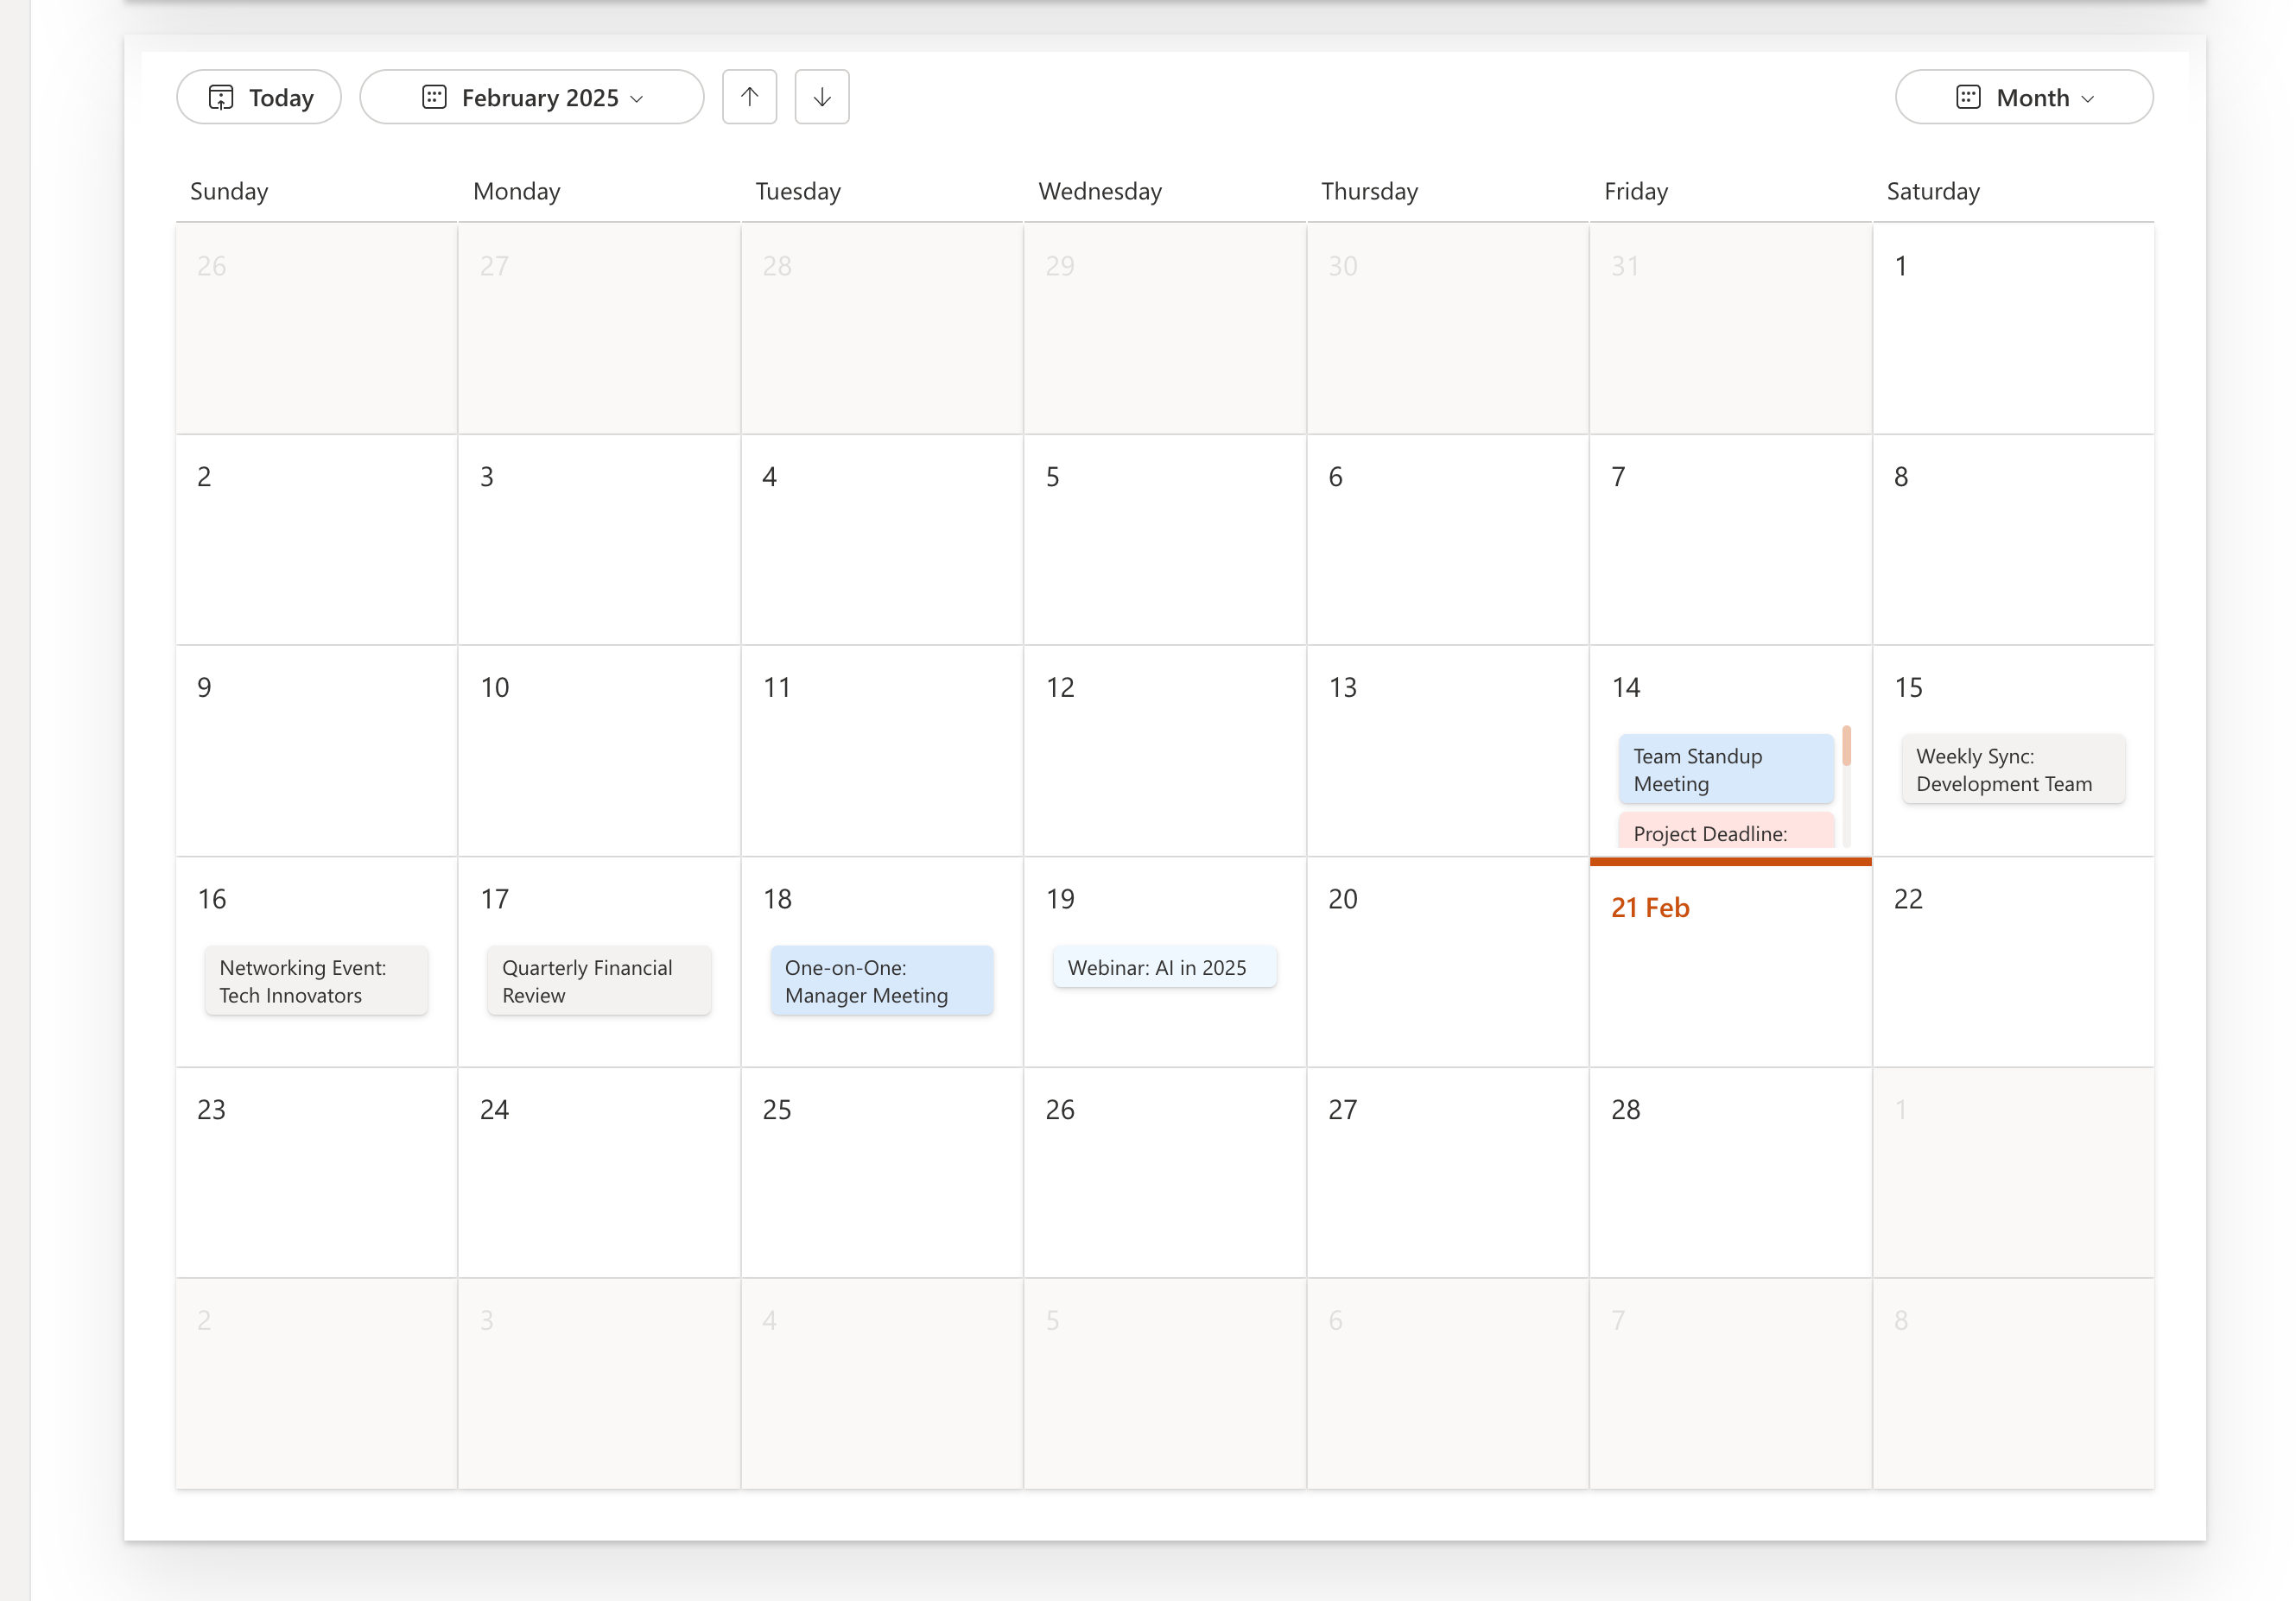 Today
February 2025
Month
Sunday Monday Tuesday Wednesday Thursday Friday Saturday
26 27 28 29 30 31 1
2 3 4 5 6 7 8
9 10 11 12 13 14 15
Team Standup
Meeting
Project Deadline:
Weekly Sync:
Development Team
16 17 18 19 20 21 Feb 22
Networking Event:
Tech Innovators
Quarterly Financial
Review
One-on-One:
Manager Meeting
Webinar: AI in 2025
23 24 25 26 27 28 1
2 3 4 5 6 7 8